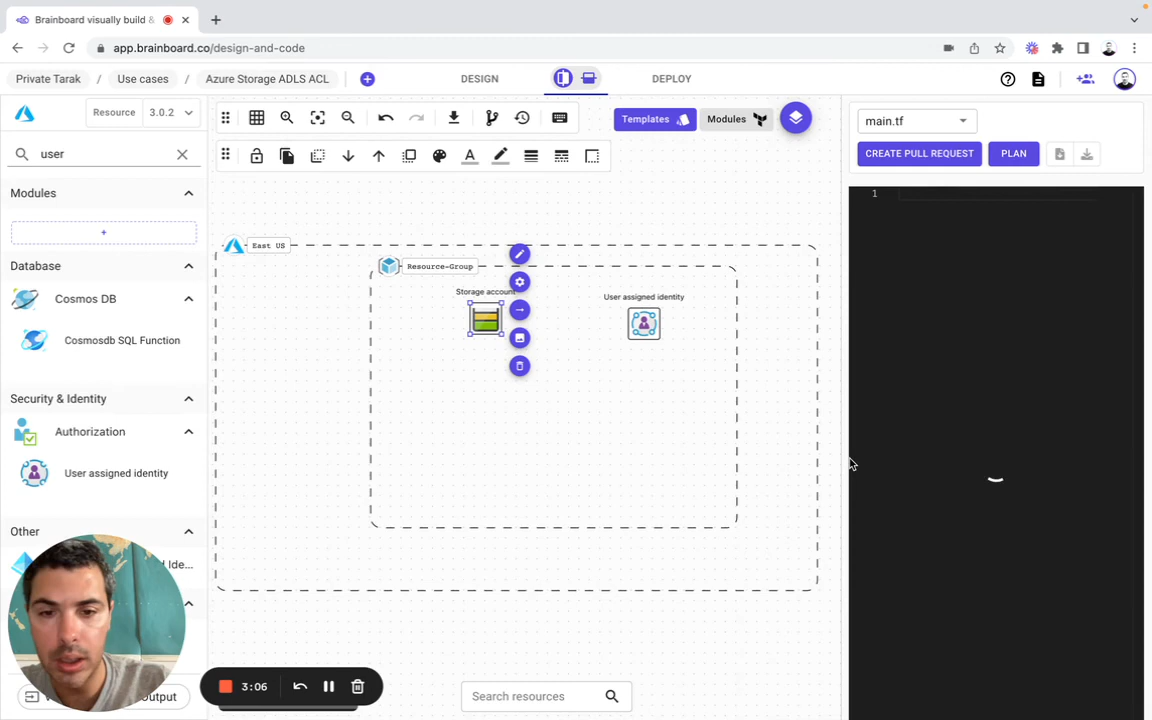 Brainboard visually build &
app.brainboard.co/design-and-code
Private Tarak / Use cases / Azure Storage ADLS ACL
DESIGN
DEPLOY
Resource 3.0.2
Templates
Modules
main.tf
user
CREATE PULL REQUEST
PLAN
Modules
+
1
East US
Database
Resource-Group
Cosmos DB
Storage account
User assigned identity
Cosmosdb SQL Function
Security & Identity
Authorization
User assigned identity
Other
Ide...
3:06
Search resources
utput